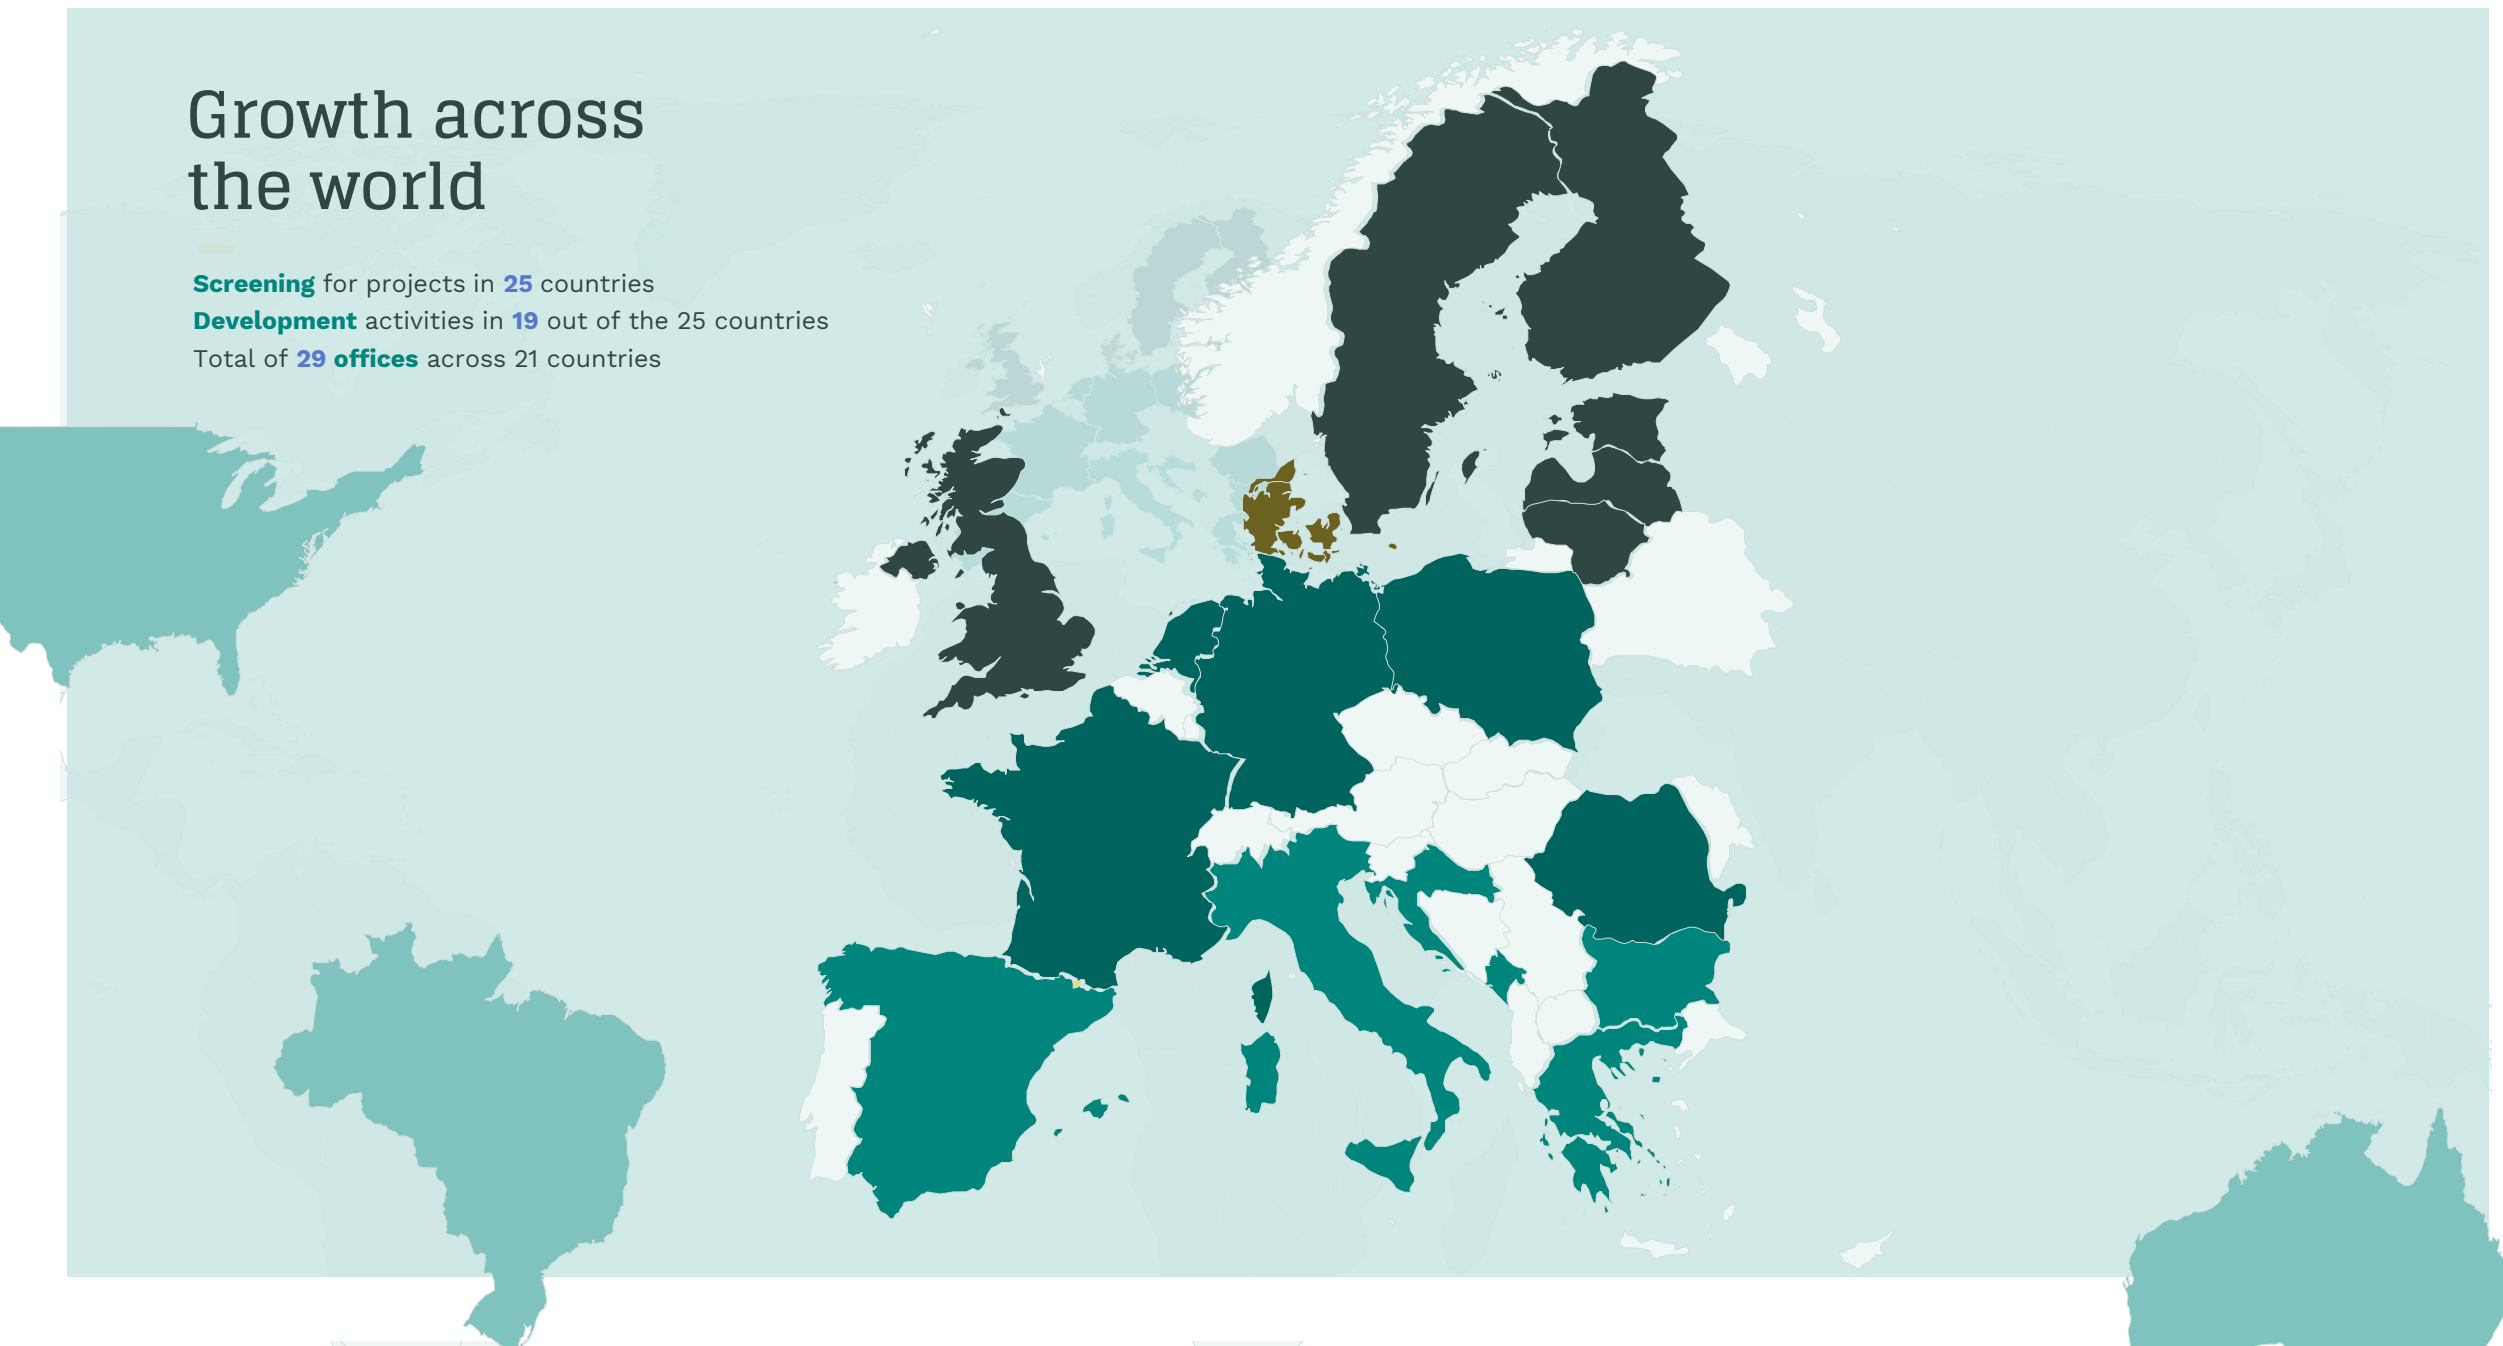 Growth across
the world
Screening for projects in 25 countries
Development activities in 19 out of the 25 countries
Total of 29 offices across 21 countries